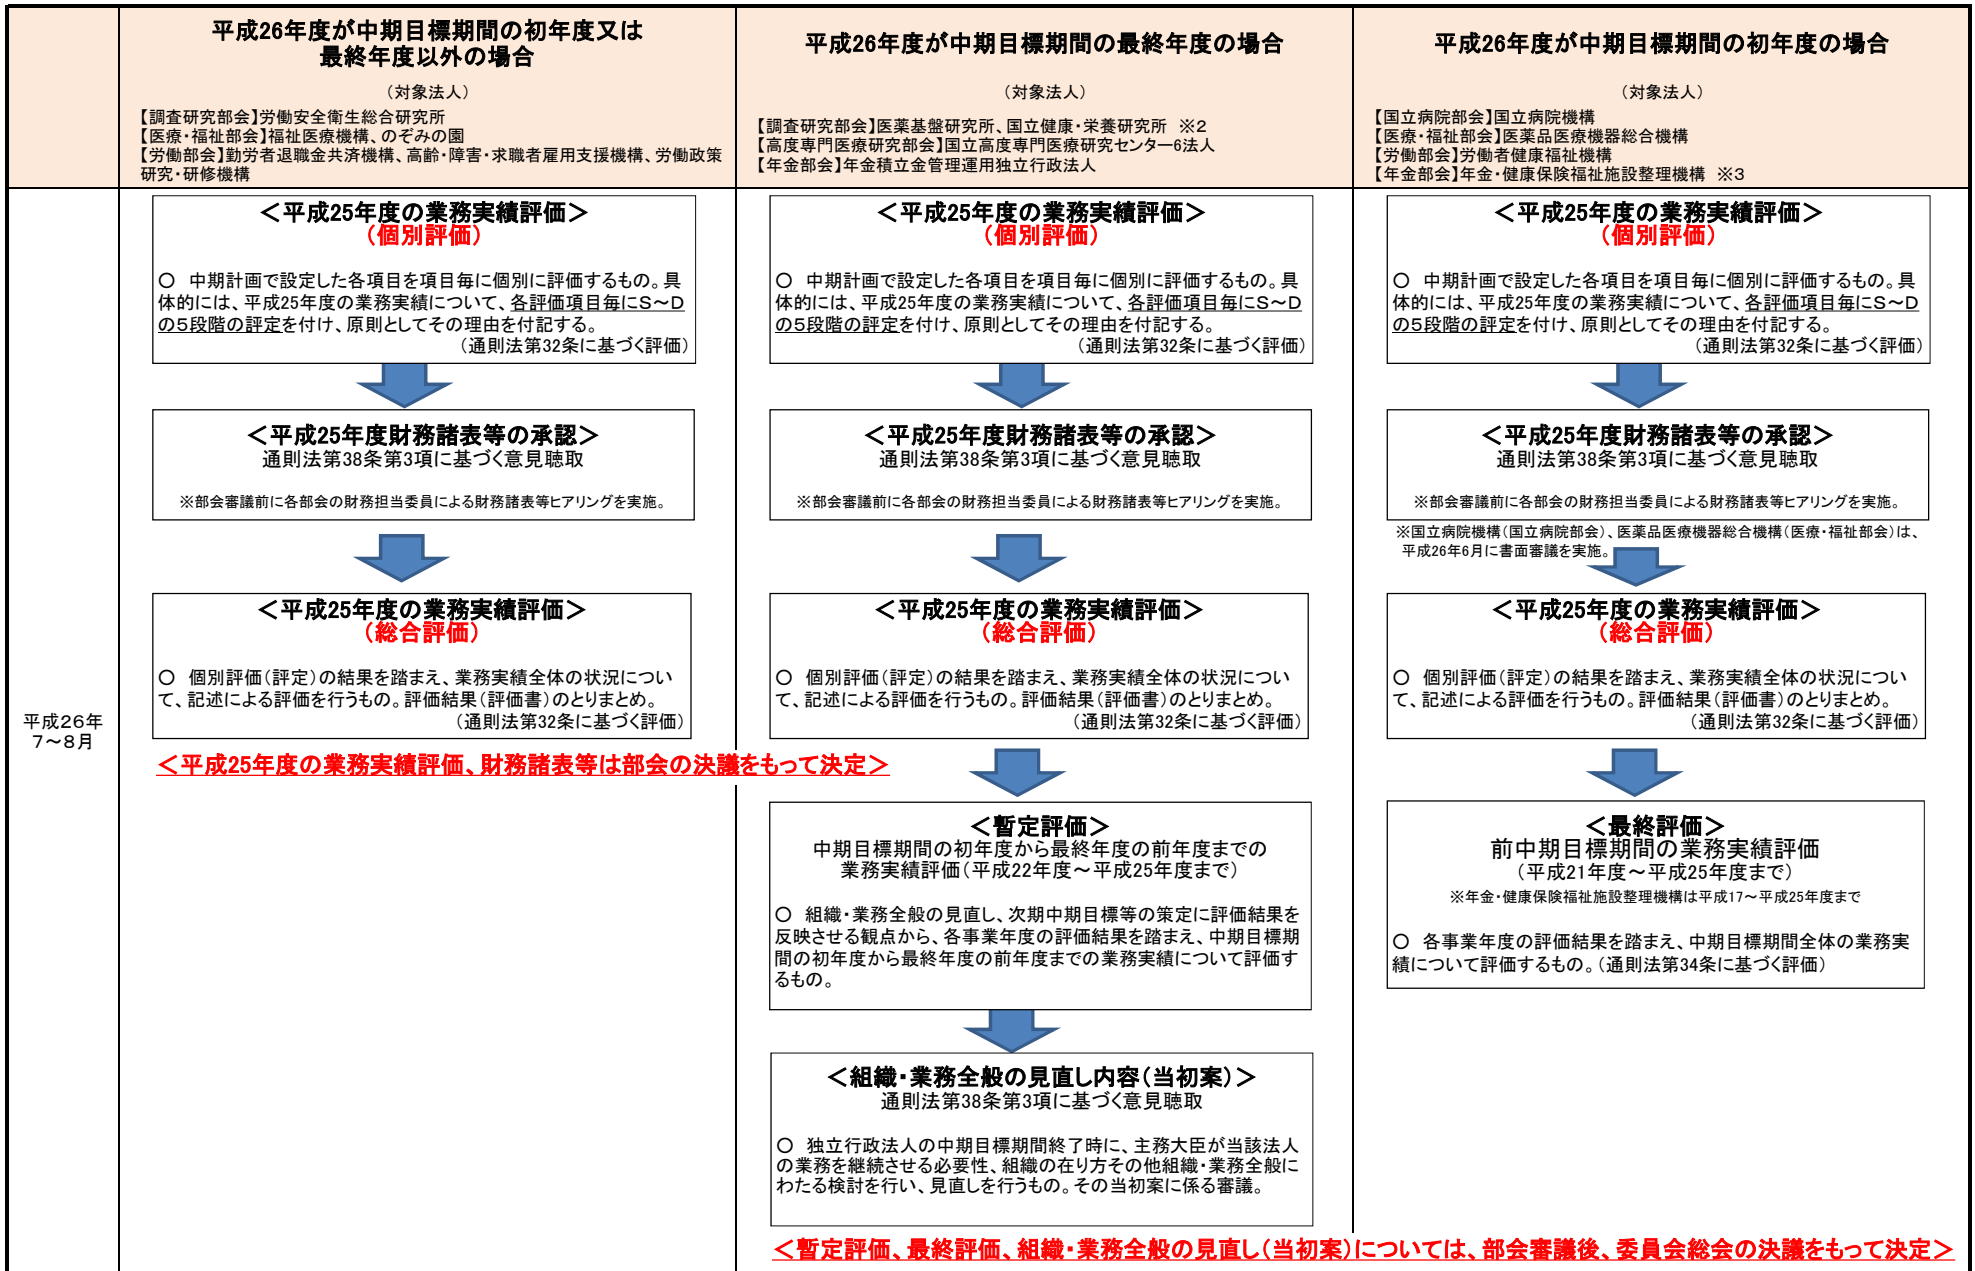 平成26年度が中期目標期間の初年度又は
最終年度以外の場合
（対象法人）
【調査研究部会】労働安全衛生総合研究所
【医療・福祉部会】福祉医療機構、のぞみの園
【労働部会】勤労者退職金共済機構、高齢・障害・求職者雇用支援機構、労働政策
研究・研修機構
平成26年度が中期目標期間の最終年度の場合
（対象法人）
【調査研究部会】医薬基盤研究所、国立健康・栄養研究所 ※2
【高度専門医療研究部会】国立高度専門医療研究センター6法人
【年金部会】年金積立金管理運用独立行政法人
平成26年度が中期目標期間の初年度の場合
（対象法人）
【国立病院部会】国立病院機構
【医療・福祉部会】医薬品医療機器総合機構
【労働部会】労働者健康福祉機構
【年金部会】年金・健康保険福祉施設整理機構 ※3
平成26年
7～8月
＜平成25年度の業務実績評価＞
（個別評価）
○ 中期計画で設定した各項目を項目毎に個別に評価するもの。具
体的には、平成25年度の業務実績について、各評価項目毎にS～D
の5段階の評定を付け、原則としてその理由を付記する。
（通則法第32条に基づく評価）
＜平成25年度財務諸表等の承認＞
通則法第38条第3項に基づく意見聴取
※部会審議前に各部会の財務担当委員による財務諸表等ヒアリングを実施。
＜平成25年度の業務実績評価＞
（総合評価）
○ 個別評価（評定）の結果を踏まえ、業務実績全体の状況につい
て、記述による評価を行うもの。評価結果（評価書）のとりまとめ。
（通則法第32条に基づく評価）
＜平成25年度の業務実績評価、財務諸表等は部会の決議をもって決定＞
＜平成25年度の業務実績評価＞
（個別評価）
○ 中期計画で設定した各項目を項目毎に個別に評価するもの。具
体的には、平成25年度の業務実績について、各評価項目毎にS～D
の5段階の評定を付け、原則としてその理由を付記する。
（通則法第32条に基づく評価）
＜平成25年度財務諸表等の承認＞
通則法第38条第3項に基づく意見聴取
※部会審議前に各部会の財務担当委員による財務諸表等ヒアリングを実施。
＜平成25年度の業務実績評価＞
（総合評価）
○ 個別評価（評定）の結果を踏まえ、業務実績全体の状況につい
て、記述による評価を行うもの。評価結果（評価書）のとりまとめ。
（通則法第32条に基づく評価）
＜暫定評価＞
中期目標期間の初年度から最終年度の前年度までの
業務実績評価（平成22年度～平成25年度まで）
○ 組織・業務全般の見直し、次期中期目標等の策定に評価結果を
反映させる観点から、各事業年度の評価結果を踏まえ、中期目標期
間の初年度から最終年度の前年度までの業務実績について評価す
るもの。
＜組織・業務全般の見直し内容（当初案）＞
通則法第38条第3項に基づく意見聴取
○ 独立行政法人の中期目標期間終了時に、主務大臣が当該法人
の業務を継続させる必要性、組織の在り方その他組織・業務全般に
わたる検討を行い、見直しを行うもの。その当初案に係る審議。
＜平成25年度の業務実績評価＞
（個別評価）
○ 中期計画で設定した各項目を項目毎に個別に評価するもの。具
体的には、平成25年度の業務実績について、各評価項目毎にS～D
の5段階の評定を付け、原則としてその理由を付記する。
（通則法第32条に基づく評価）
＜平成25年度財務諸表等の承認＞
通則法第38条第3項に基づく意見聴取
※部会審議前に各部会の財務担当委員による財務諸表等ヒアリングを実施。
※国立病院機構（国立病院部会）、医薬品医療機器総合機構（医療・福祉部会）は、
平成26年6月に書面審議を実施。
＜平成25年度の業務実績評価＞
（総合評価）
○ 個別評価（評定）の結果を踏まえ、業務実績全体の状況につい
て、記述による評価を行うもの。評価結果（評価書）のとりまとめ。
（通則法第32条に基づく評価）
＜最終評価＞
前中期目標期間の業務実績評価
（平成21年度～平成25年度まで）
※年金・健康保険福祉施設整理機構は平成17～平成25年度まで
○ 各事業年度の評価結果を踏まえ、中期目標期間全体の業務実
績について評価するもの。（通則法第34条に基づく評価）
＜暫定評価、最終評価、組織・業務全般の見直し（当初案）については、部会審議後、委員会総会の決議をもって決定＞